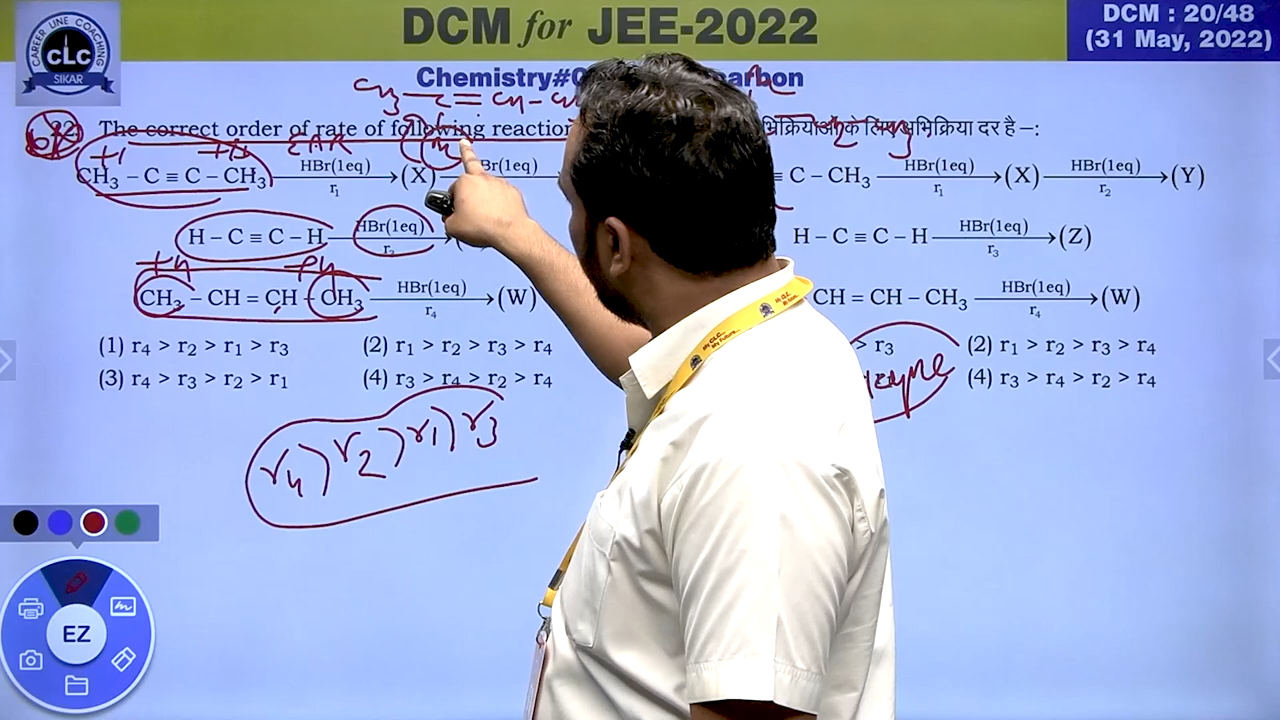 CAREER LINE COACHING
CLC
SIKAR
DCM for JEE-2022
DCM : 20/48
(31 May, 2022)
Chemistry#
The correct order of rate of following reaction
के लिए अभिक्रिया दर है –:
CH₃ – C ≡ C – CH₃ HBr(1eq) r₁ → (X)
C – CH₃ HBr(1eq) r₁ → (X) HBr(1eq) r₂ → (Y)
H – C ≡ C – H HBr(1eq)
H – C ≡ C – H HBr(1eq) r₃ → (Z)
CH₃ – CH = CH – CH₃ HBr(1eq) r₄ → (W)
CH = CH – CH₃ HBr(1eq) r₄ → (W)
(1) r₄ > r₂ > r₁ > r₃ (2) r₁ > r₂ > r₃ > r₄
> r₃ (2) r₁ > r₂ > r₃ > r₄
(3) r₄ > r₃ > r₂ > r₁ (4) r₃ > r₄ > r₂ > r₄
(4) r₃ > r₄ > r₂ > r₄
r₄ > r₂ > r₁ > r₃
EZ